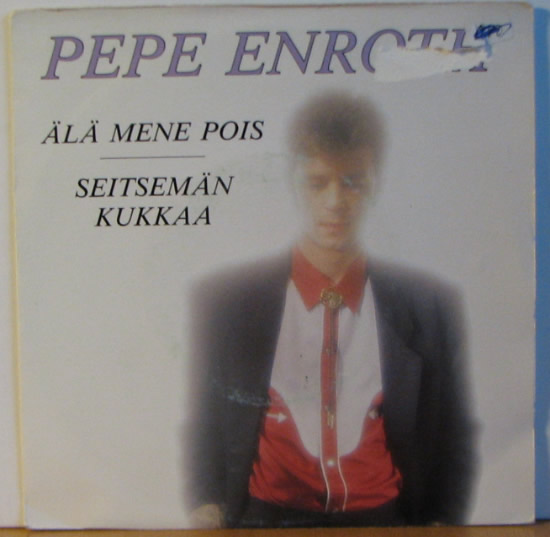 PEPE ENROTH
ÄLÄ MENE POIS
SEITSEMÄN
KUKKAA